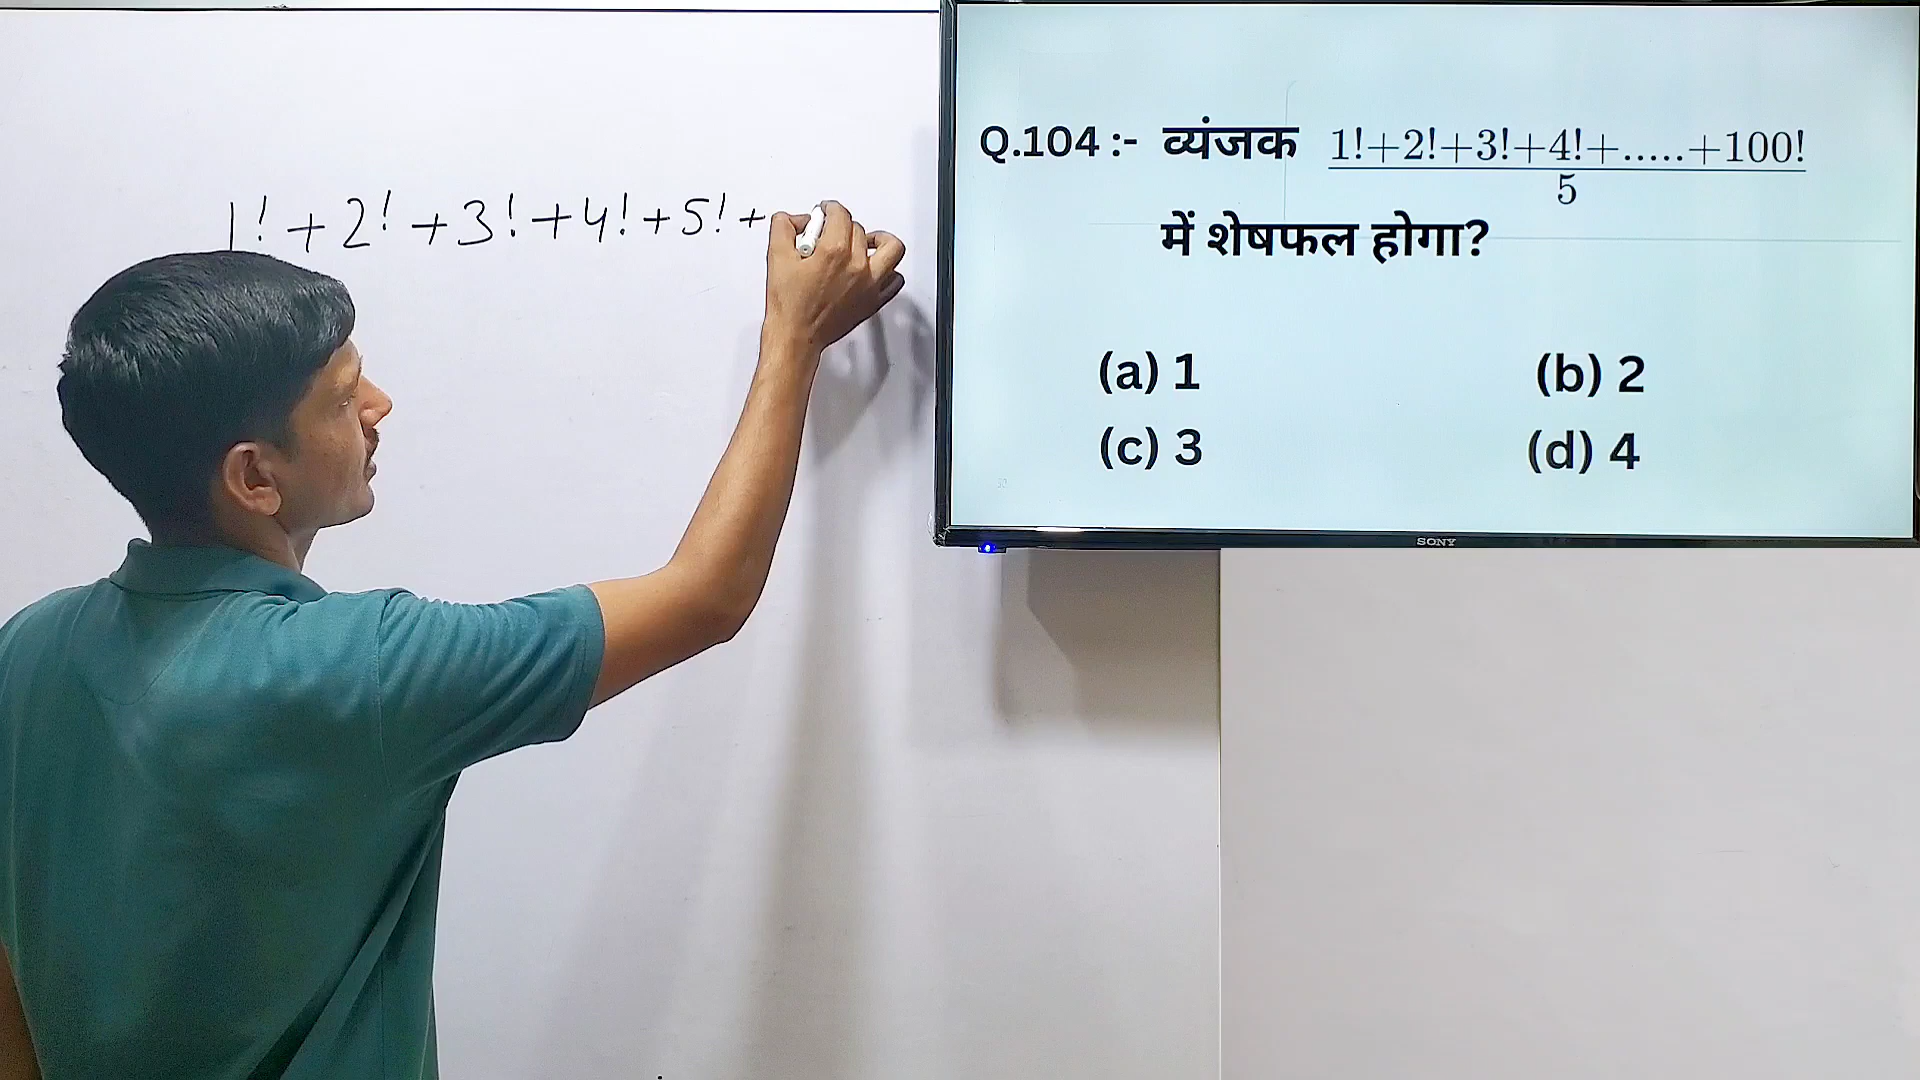 1! + 2! + 3! + 4! + 5! +
Q.104 :- व्यंजक 1!+2!+3!+4!+.....+100!
5
में शेषफल होगा?
(a) 1 (b) 2
(c) 3 (d) 4
SONY